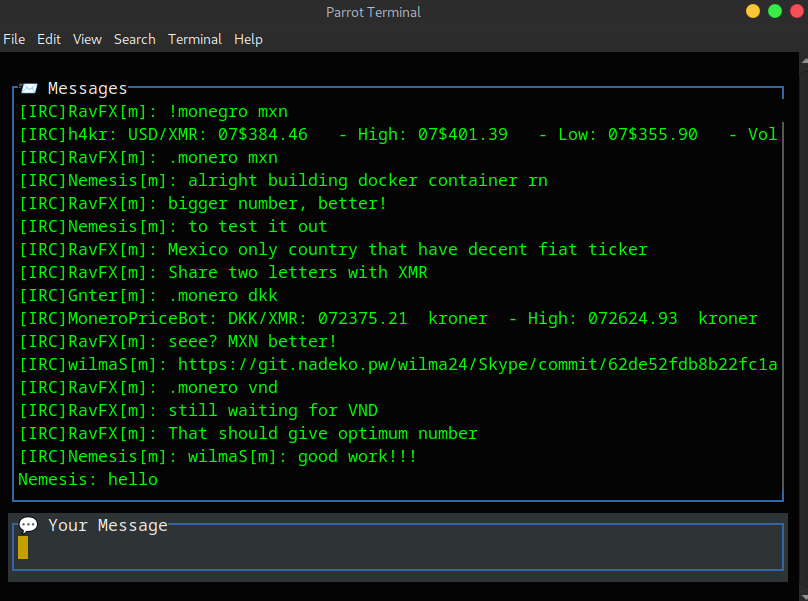 Parrot Terminal
File Edit View Search Terminal Help
📨 Messages
[IRC]RavFX[m]: !monegro mxn
[IRC]h4kr: USD/XMR: 07$384.46 - High: 07$401.39 - Low: 07$355.90 - Vol
[IRC]RavFX[m]: .monero mxn
[IRC]Nemesis[m]: alright building docker container rn
[IRC]RavFX[m]: bigger number, better!
[IRC]Nemesis[m]: to test it out
[IRC]RavFX[m]: Mexico only country that have decent fiat ticker
[IRC]RavFX[m]: Share two letters with XMR
[IRC]Gnter[m]: .monero dkk
[IRC]MoneroPriceBot: DKK/XMR: 072375.21 kroner - High: 072624.93 kroner
[IRC]RavFX[m]: seee? MXN better!
[IRC]wilmaS[m]: https://git.nadeko.pw/wilma24/Skype/commit/62de52fdb8b22fc1a
[IRC]RavFX[m]: .monero vnd
[IRC]RavFX[m]: still waiting for VND
[IRC]RavFX[m]: That should give optimum number
[IRC]Nemesis[m]: wilmaS[m]: good work!!!
Nemesis: hello
💬 Your Message